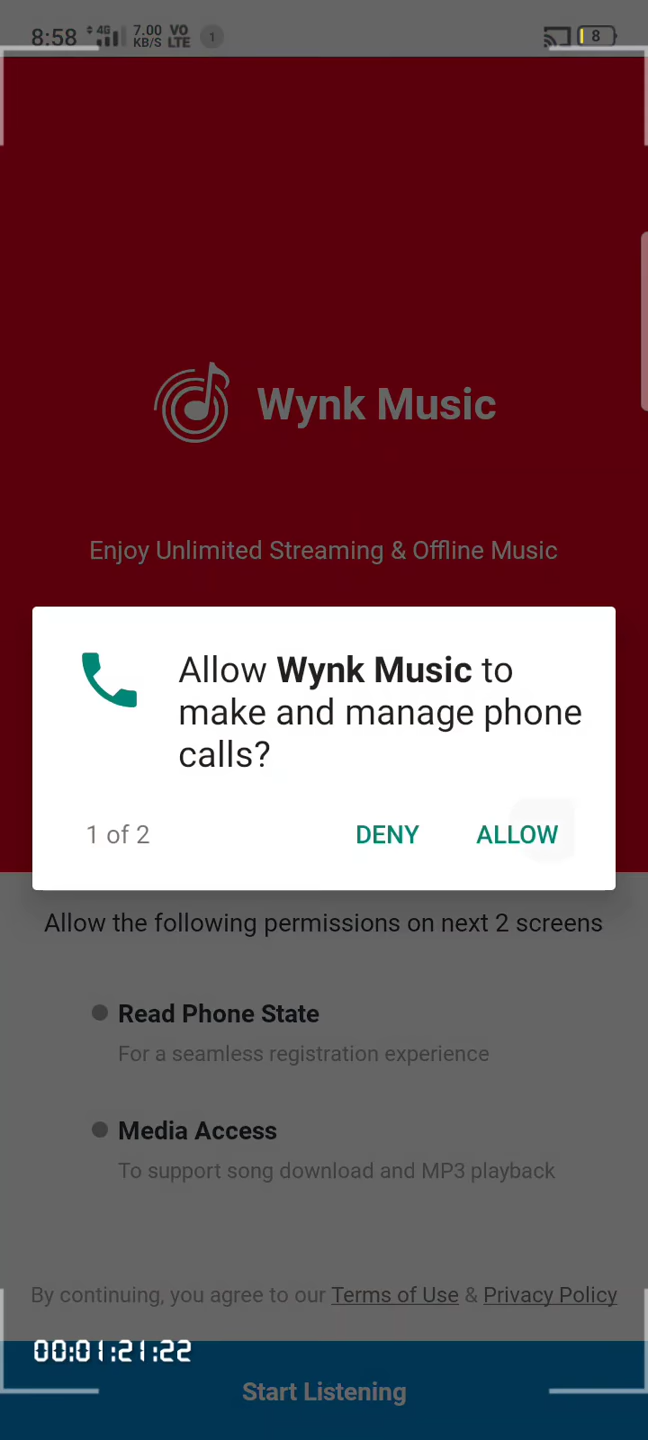 8:58 4G 7.00 KB/S VO LTE 1 8
Wynk Music
Enjoy Unlimited Streaming & Offline Music
Allow Wynk Music to
make and manage phone
calls?
1 of 2 DENY ALLOW
Allow the following permissions on next 2 screens
Read Phone State
For a seamless registration experience
Media Access
To support song download and MP3 playback
By continuing, you agree to our Terms of Use & Privacy Policy
00:01:21:22
Start Listening